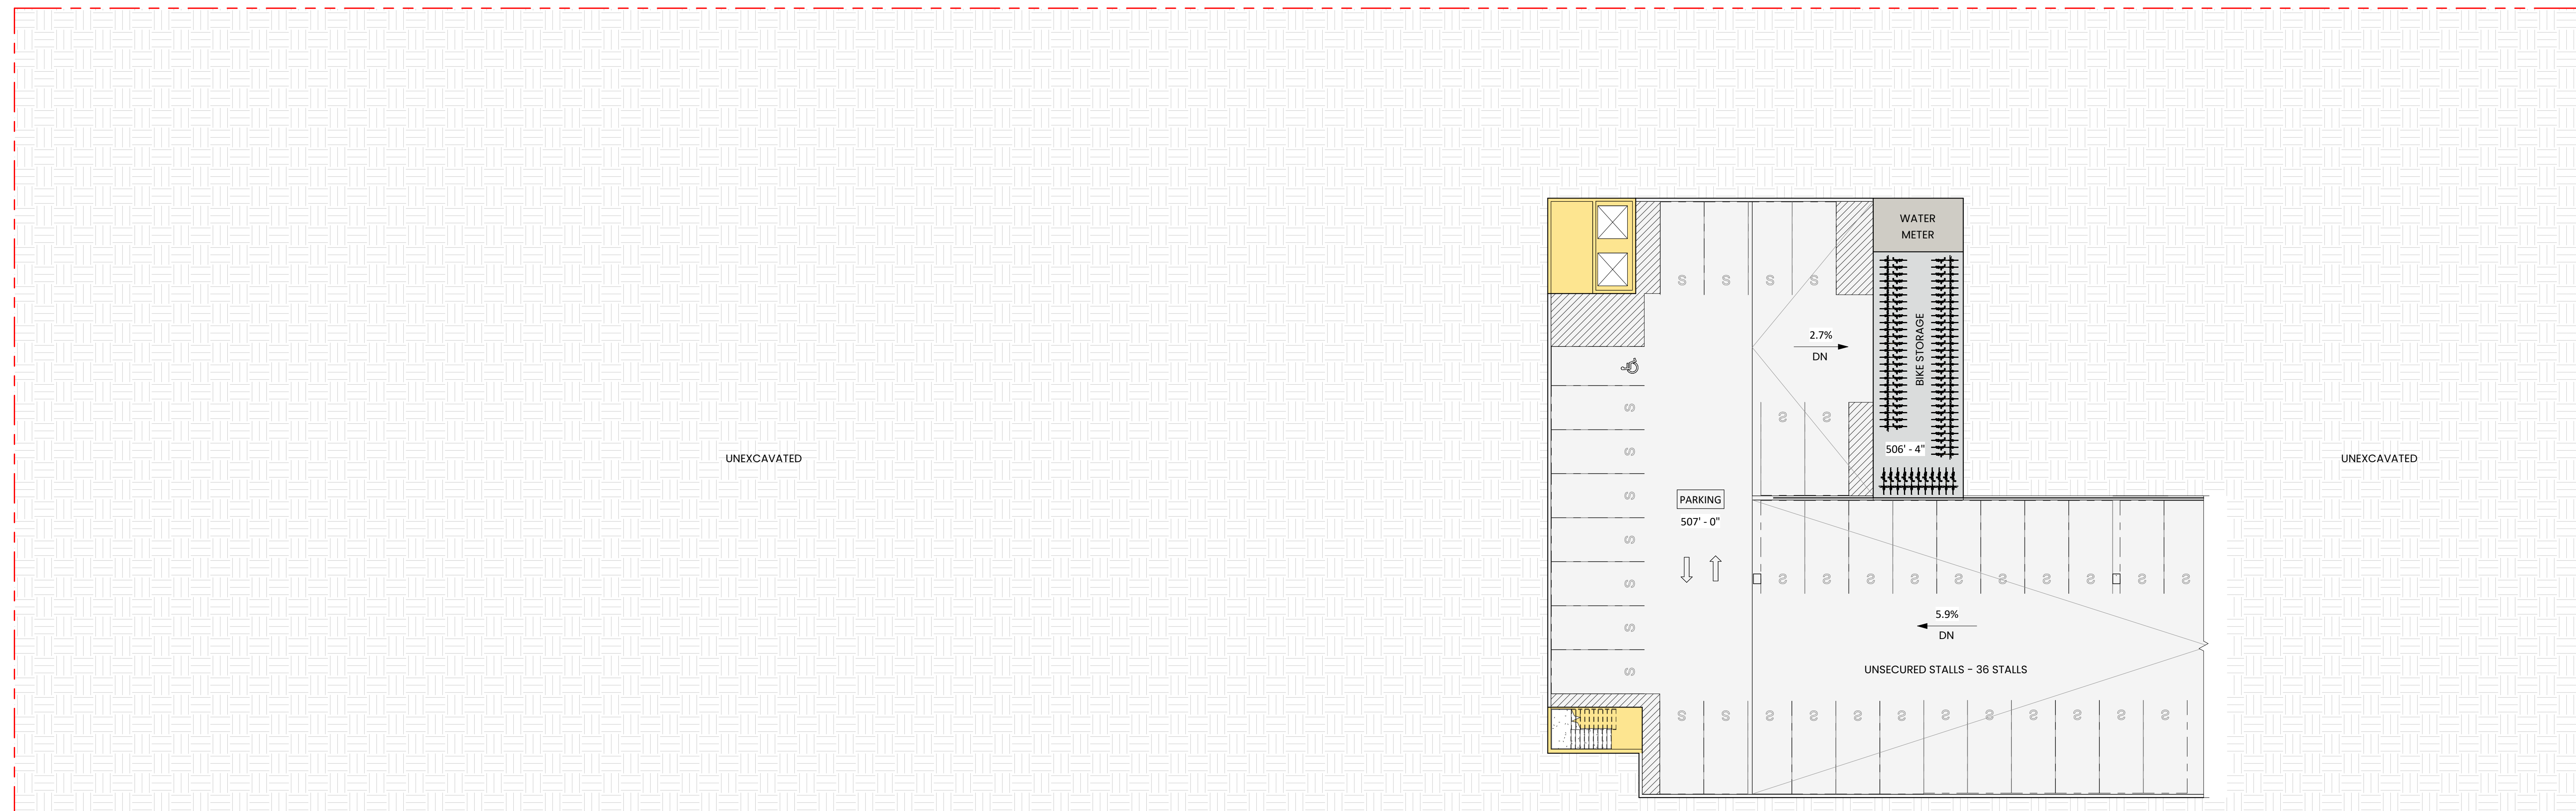 WATER
METER
S S S S
2.7%
DN
BIKE STORAGE
S
S S
S
506' - 4"
UNEXCAVATED
UNEXCAVATED
S
PARKING
507' - 0"
S
S
S S S S S S S S S S
5.9%
DN
S
UNSECURED STALLS - 36 STALLS
S
S S S S S S S S S S S S